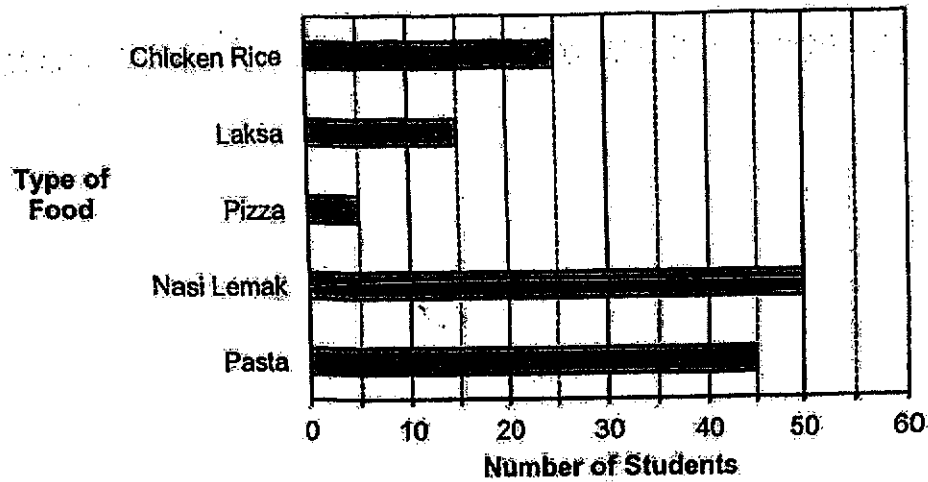 Chicken Rice
Laksa
Type of
Food
Pizza
Nasi Lemak
Pasta
0 10 20 30 40 50 60
Number of Students